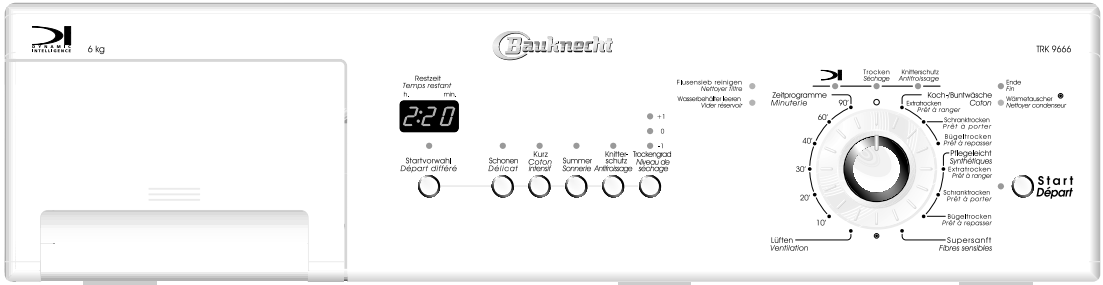 DYNAMIC
INTELLIGENCE
6 kg
Bauknecht
TRK 9666
Restzeit
Temps restant
h. min.
2:20
Startvorwahl
Départ différé
Schonen
Délicat
Kurz
Coton
intensif
Summer
Sonnerie
Knitter-
schutz
Antifroissage
+1
0
-1
Trockengrad
Niveau de
séchage
Flusensieb reinigen
Nettoyer filtre
Wasserbehälter leeren
Vider réservoir
Trocken
Séchage
Knitterschutz
Antifroissage
Ende
Fin
Wärmetauscher
Nettoyer condenseur
Zeitprogramme
Minuterie
90'
60'
40'
30'
20'
10'
Lüften
Ventilation
Koch-/Buntwäsche
Coton
Extratrocken
Prêt à ranger
Schranktrocken
Prêt à porter
Bügeltrocken
Prêt à repasser
Pflegeleicht
Synthétiques
Extratrocken
Prêt à ranger
Schranktrocken
Prêt à porter
Bügeltrocken
Prêt à repasser
Supersanft
Fibres sensibles
Start
Départ